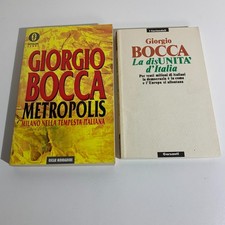 GIORGIO
BOCCA
METROPOLIS
MILANO NELLA TEMPESTA ITALIANA
OSCAR MONDADORI
Giorgio
BOCCA
La disUNITA'
d'Italia
Per venti milioni di italiani
la democrazia è in coma
e l'Europa si allontana